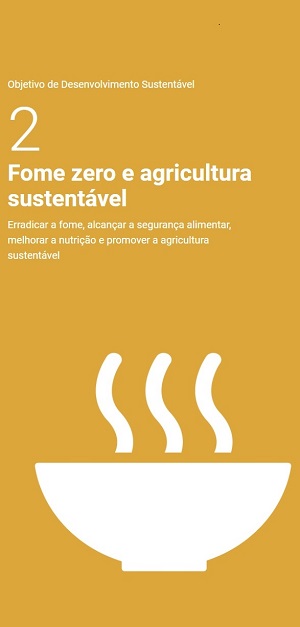 Objetivo de Desenvolvimento Sustentável
2
Fome zero e agricultura
sustentável
Erradicar a fome, alcançar a segurança alimentar,
melhorar a nutrição e promover a agricultura
sustentável